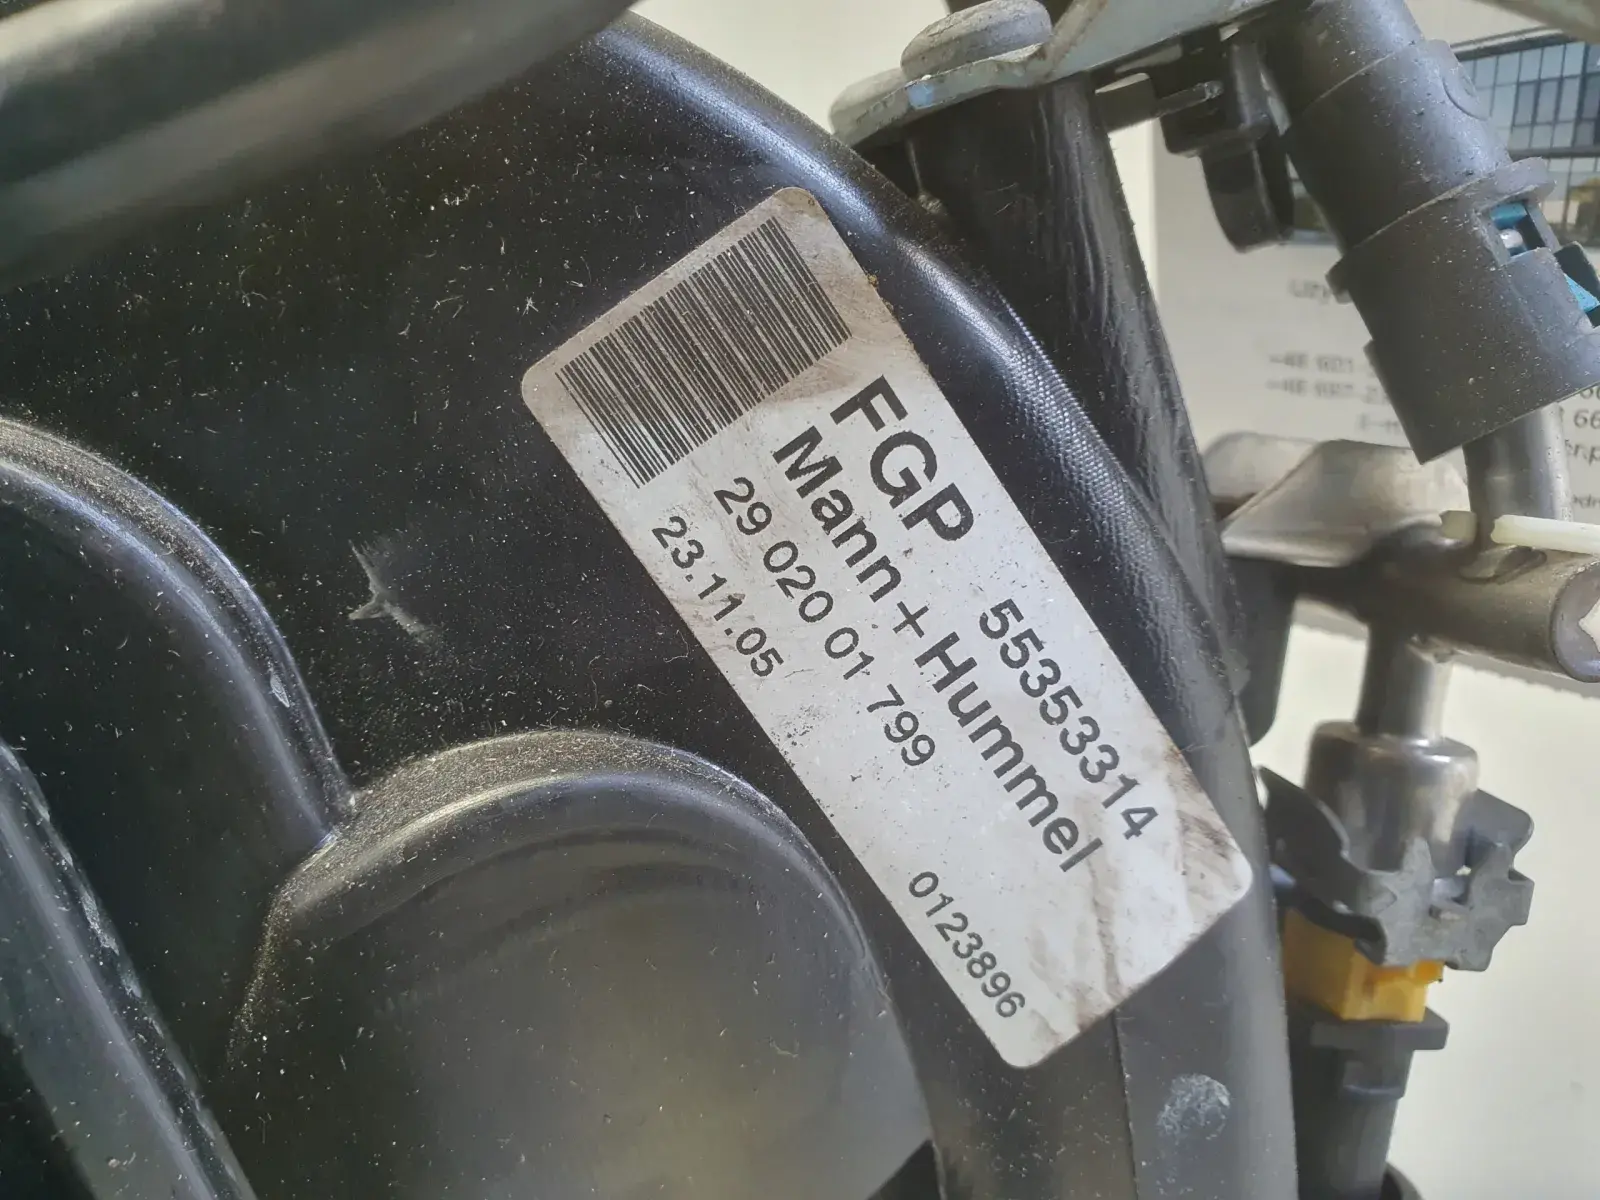 FGP 55353314
Mann+Hummel
29 020 01 799
23.11.05 0123896